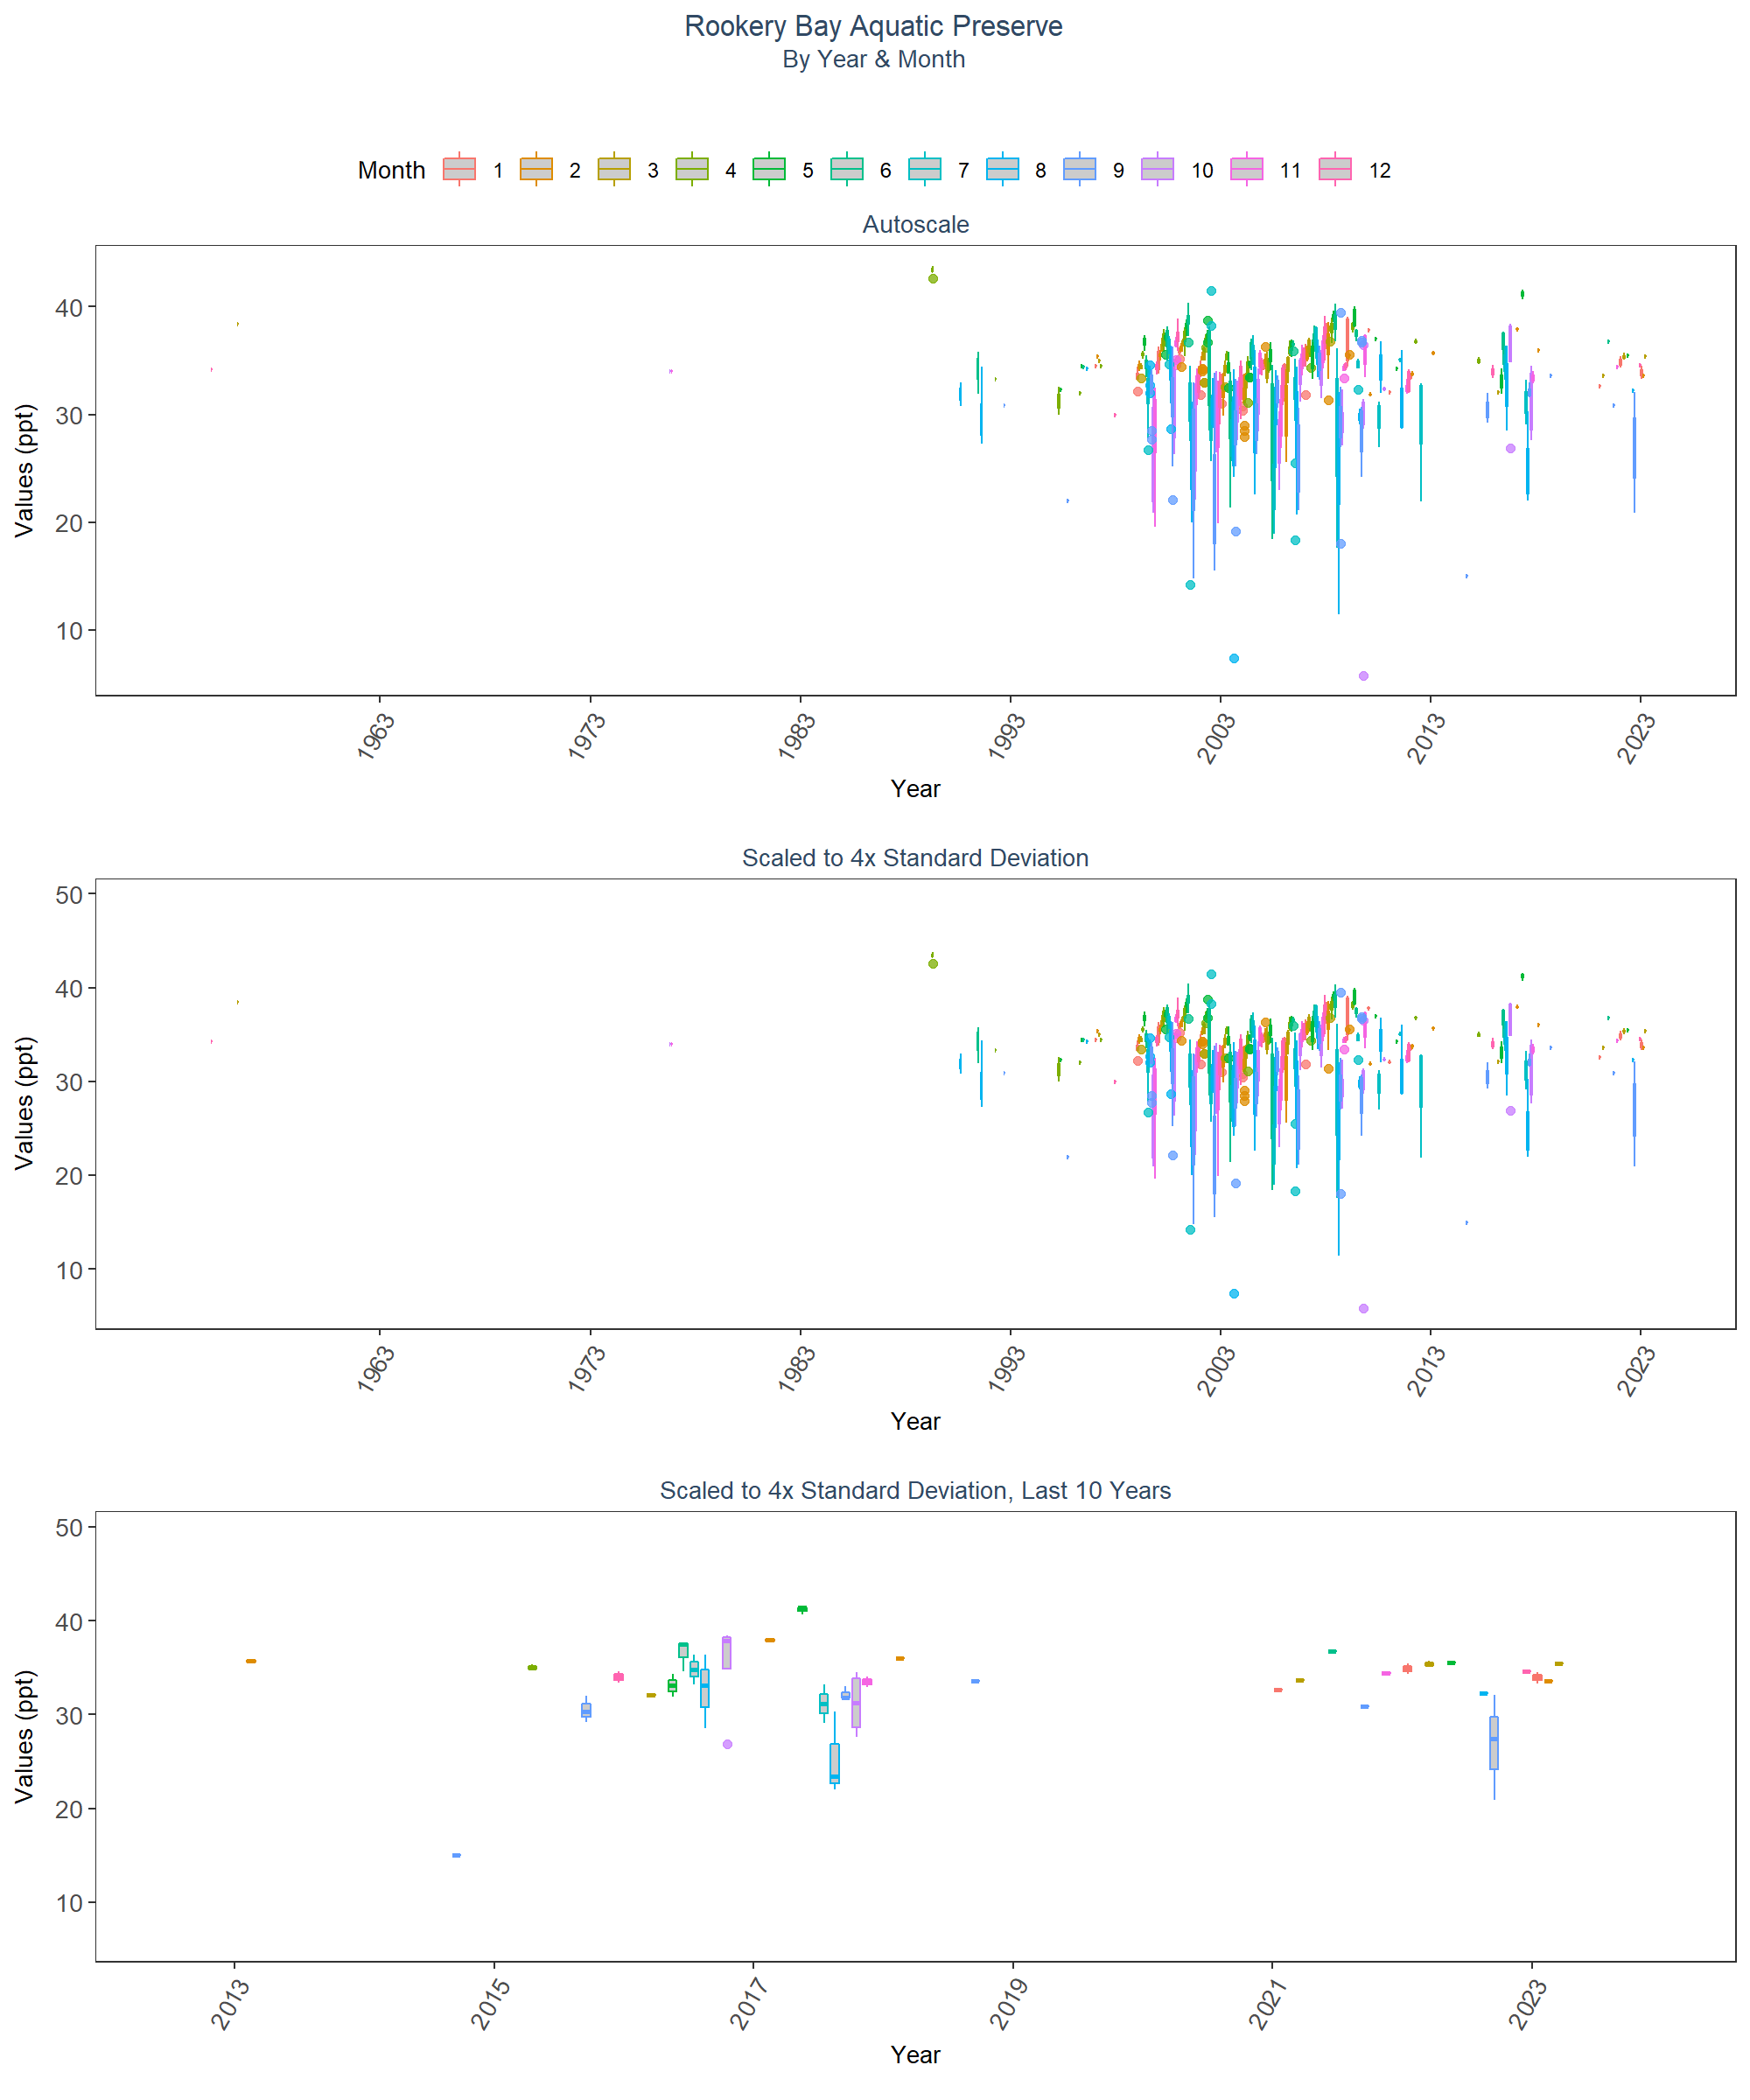 Rookery Bay Aquatic Preserve
By Year & Month
Month 1 2 3 4 5 6 7 8 9 10 11 12
Autoscale
Values (ppt)
40
30
20
10
1963 1973 1983 1993 2003 2013 2023
Year
Scaled to 4x Standard Deviation
Values (ppt)
50
40
30
20
10
1963 1973 1983 1993 2003 2013 2023
Year
Scaled to 4x Standard Deviation, Last 10 Years
Values (ppt)
50
40
30
20
10
2013 2015 2017 2019 2021 2023
Year